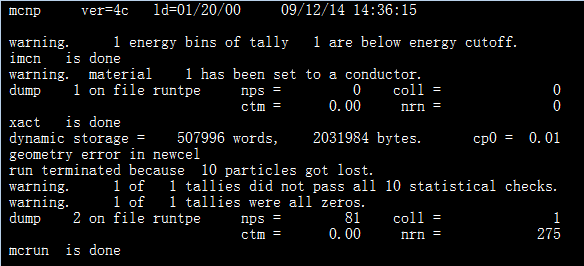 mcnp     ver=4c   ld=01/20/00     09/12/14 14:36:15
warning.     1 energy bins of tally   1 are below energy cutoff.
imcn   is done
warning.  material    1 has been set to a conductor.
dump    1 on file runtpe     nps =          0    coll =              0
ctm =       0.00     nrn =              0
xact   is done
dynamic storage =    507996 words,    2031984 bytes.     cp0 =  0.01
geometry error in newcel
run terminated because  10 particles got lost.
warning.     1 of   1 tallies did not pass all 10 statistical checks.
warning.     1 of   1 tallies were all zeros.
dump    2 on file runtpe     nps =         81    coll =              1
ctm =       0.00     nrn =            275
mcrun  is done